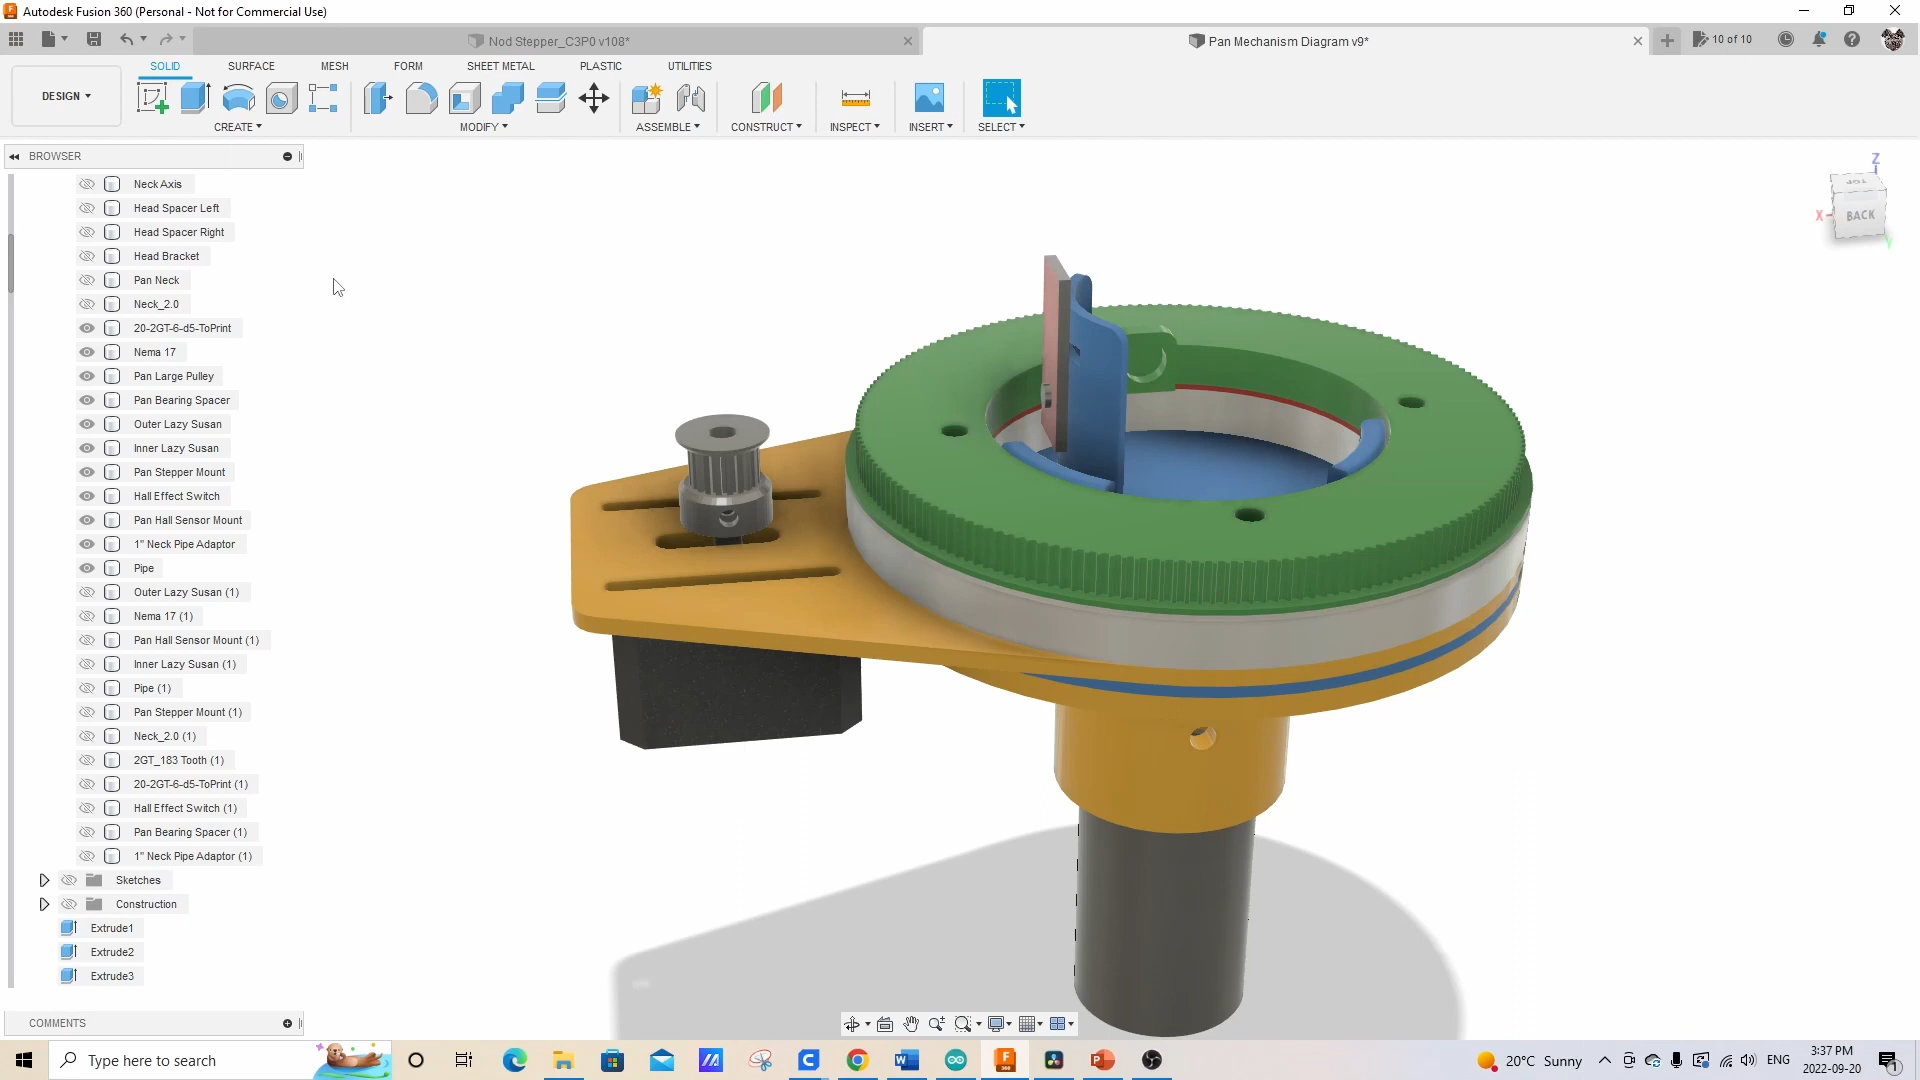 Autodesk Fusion 360 (Personal - Not for Commercial Use)
Nod Stepper_C3P0 v108*
Pan Mechanism Diagram v9*
10 of 10
SOLID
SURFACE
MESH
FORM
SHEET METAL
PLASTIC
UTILITIES
DESIGN
CREATE
MODIFY
ASSEMBLE
CONSTRUCT
INSPECT
INSERT
SELECT
BROWSER
Neck Axis
Head Spacer Left
Head Spacer Right
Head Bracket
Pan Neck
Neck_2.0
20-2GT-6-d5-ToPrint
Nema 17
Pan Large Pulley
Pan Bearing Spacer
Outer Lazy Susan
Inner Lazy Susan
Pan Stepper Mount
Hall Effect Switch
Pan Hall Sensor Mount
1" Neck Pipe Adaptor
Pipe
Outer Lazy Susan (1)
Nema 17 (1)
Pan Hall Sensor Mount (1)
Inner Lazy Susan (1)
Pipe (1)
Pan Stepper Mount (1)
Neck_2.0 (1)
2GT_183 Tooth (1)
20-2GT-6-d5-ToPrint (1)
Hall Effect Switch (1)
Pan Bearing Spacer (1)
1" Neck Pipe Adaptor (1)
Sketches
Construction
Extrude1
Extrude2
Extrude3
COMMENTS
Z
TOP
X
BACK
Y
Type here to search
20°C Sunny
ENG
3:37 PM
2022-09-20